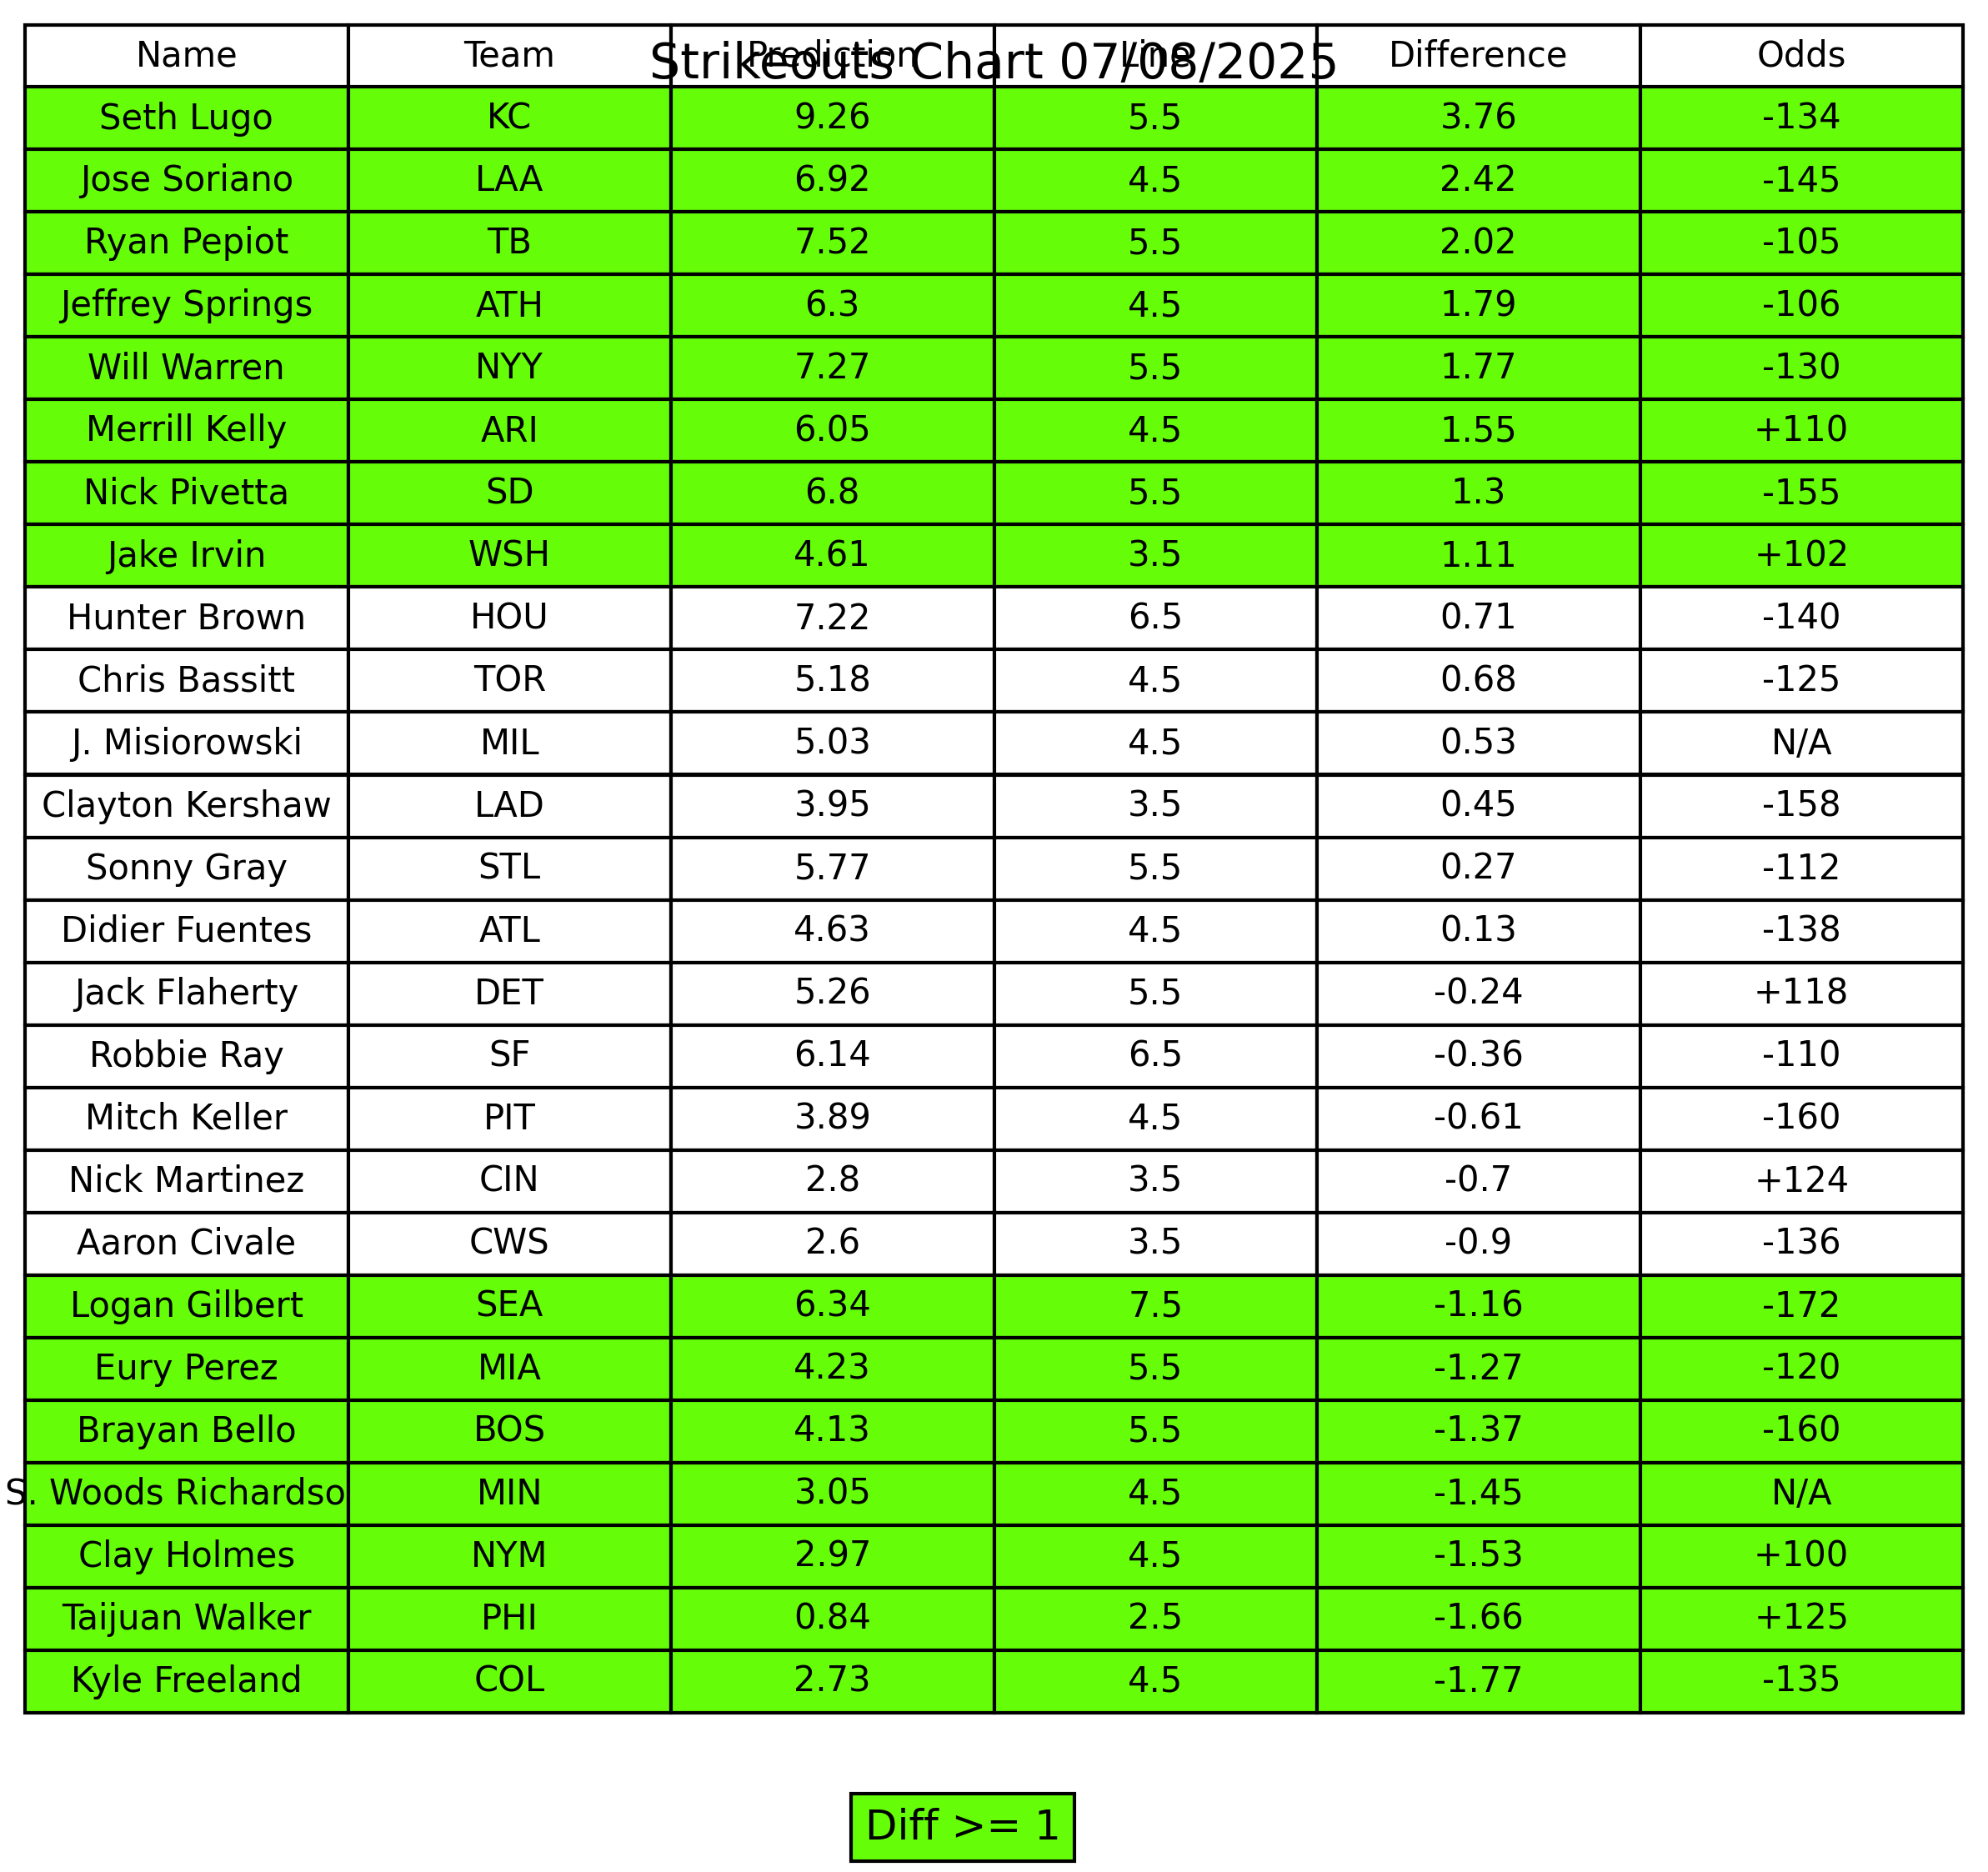 Strikeouts Chart 07/08/2025
Name Team Prediction Line Difference Odds
Seth Lugo KC 9.26 5.5 3.76 -134
Jose Soriano LAA 6.92 4.5 2.42 -145
Ryan Pepiot TB 7.52 5.5 2.02 -105
Jeffrey Springs ATH 6.3 4.5 1.79 -106
Will Warren NYY 7.27 5.5 1.77 -130
Merrill Kelly ARI 6.05 4.5 1.55 +110
Nick Pivetta SD 6.8 5.5 1.3 -155
Jake Irvin WSH 4.61 3.5 1.11 +102
Hunter Brown HOU 7.22 6.5 0.71 -140
Chris Bassitt TOR 5.18 4.5 0.68 -125
J. Misiorowski MIL 5.03 4.5 0.53 N/A
Clayton Kershaw LAD 3.95 3.5 0.45 -158
Sonny Gray STL 5.77 5.5 0.27 -112
Didier Fuentes ATL 4.63 4.5 0.13 -138
Jack Flaherty DET 5.26 5.5 -0.24 +118
Robbie Ray SF 6.14 6.5 -0.36 -110
Mitch Keller PIT 3.89 4.5 -0.61 -160
Nick Martinez CIN 2.8 3.5 -0.7 +124
Aaron Civale CWS 2.6 3.5 -0.9 -136
Logan Gilbert SEA 6.34 7.5 -1.16 -172
Eury Perez MIA 4.23 5.5 -1.27 -120
Brayan Bello BOS 4.13 5.5 -1.37 -160
S. Woods Richardso MIN 3.05 4.5 -1.45 N/A
Clay Holmes NYM 2.97 4.5 -1.53 +100
Taijuan Walker PHI 0.84 2.5 -1.66 +125
Kyle Freeland COL 2.73 4.5 -1.77 -135
Diff >= 1